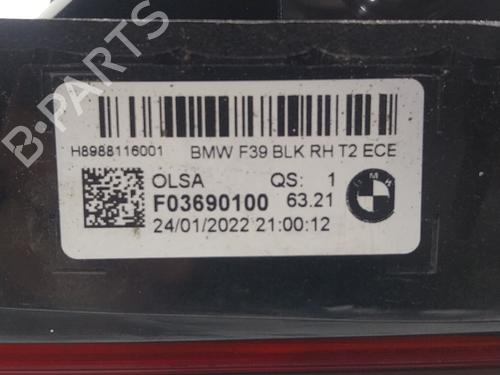 B-PARTS
H8988116001 BMW F39 BLK RH T2 ECE
OLSA QS: 1
F03690100 63.21
24/01/2022 21:00:12
BMW